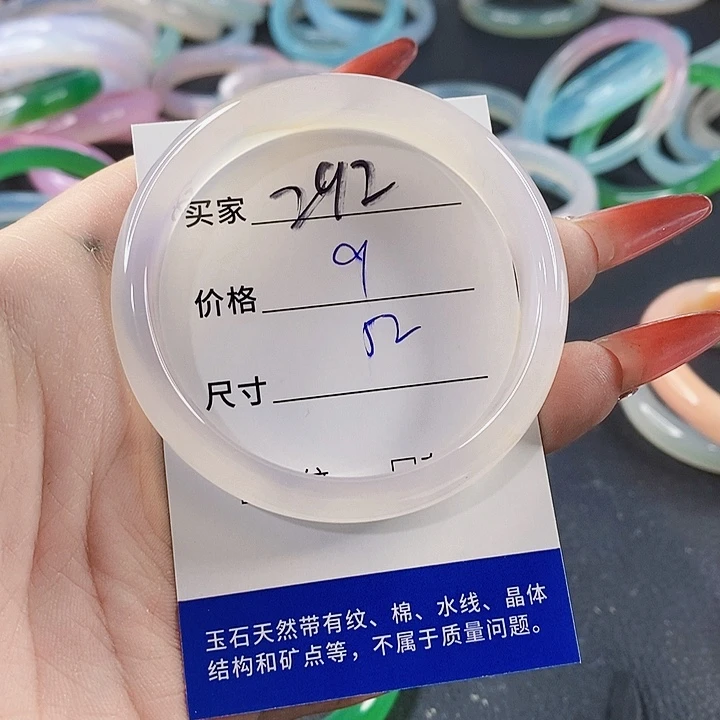 买家 292
价格 9
尺寸
玉石天然带有纹、棉、水线、晶体
结构和矿点等，不属于质量问题。